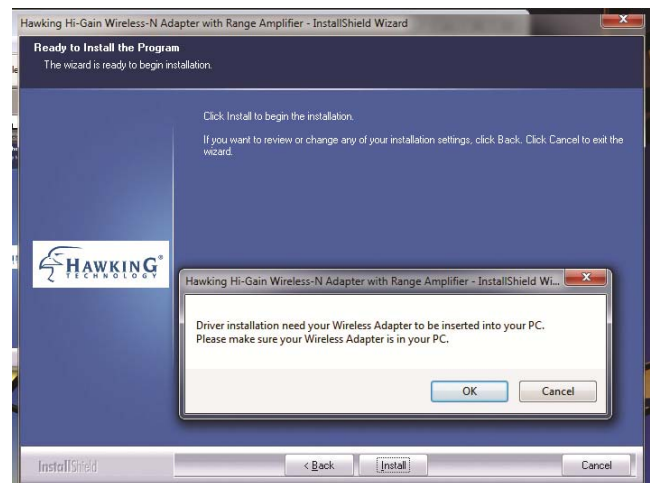 Hawking Hi-Gain Wireless-N Adapter with Range Amplifier - InstallShield Wizard
Ready to Install the Program
The wizard is ready to begin installation.
Click Install to begin the installation.
If you want to review or change any of your installation settings, click Back. Click Cancel to exit the
wizard.
HAWKING®
TECHNOLOGY
Hawking Hi-Gain Wireless-N Adapter with Range Amplifier - InstallShield Wi...
Driver installation need your Wireless Adapter to be inserted into your PC.
Please make sure your Wireless Adapter is in your PC.
OK Cancel
InstallShield < Back Install Cancel